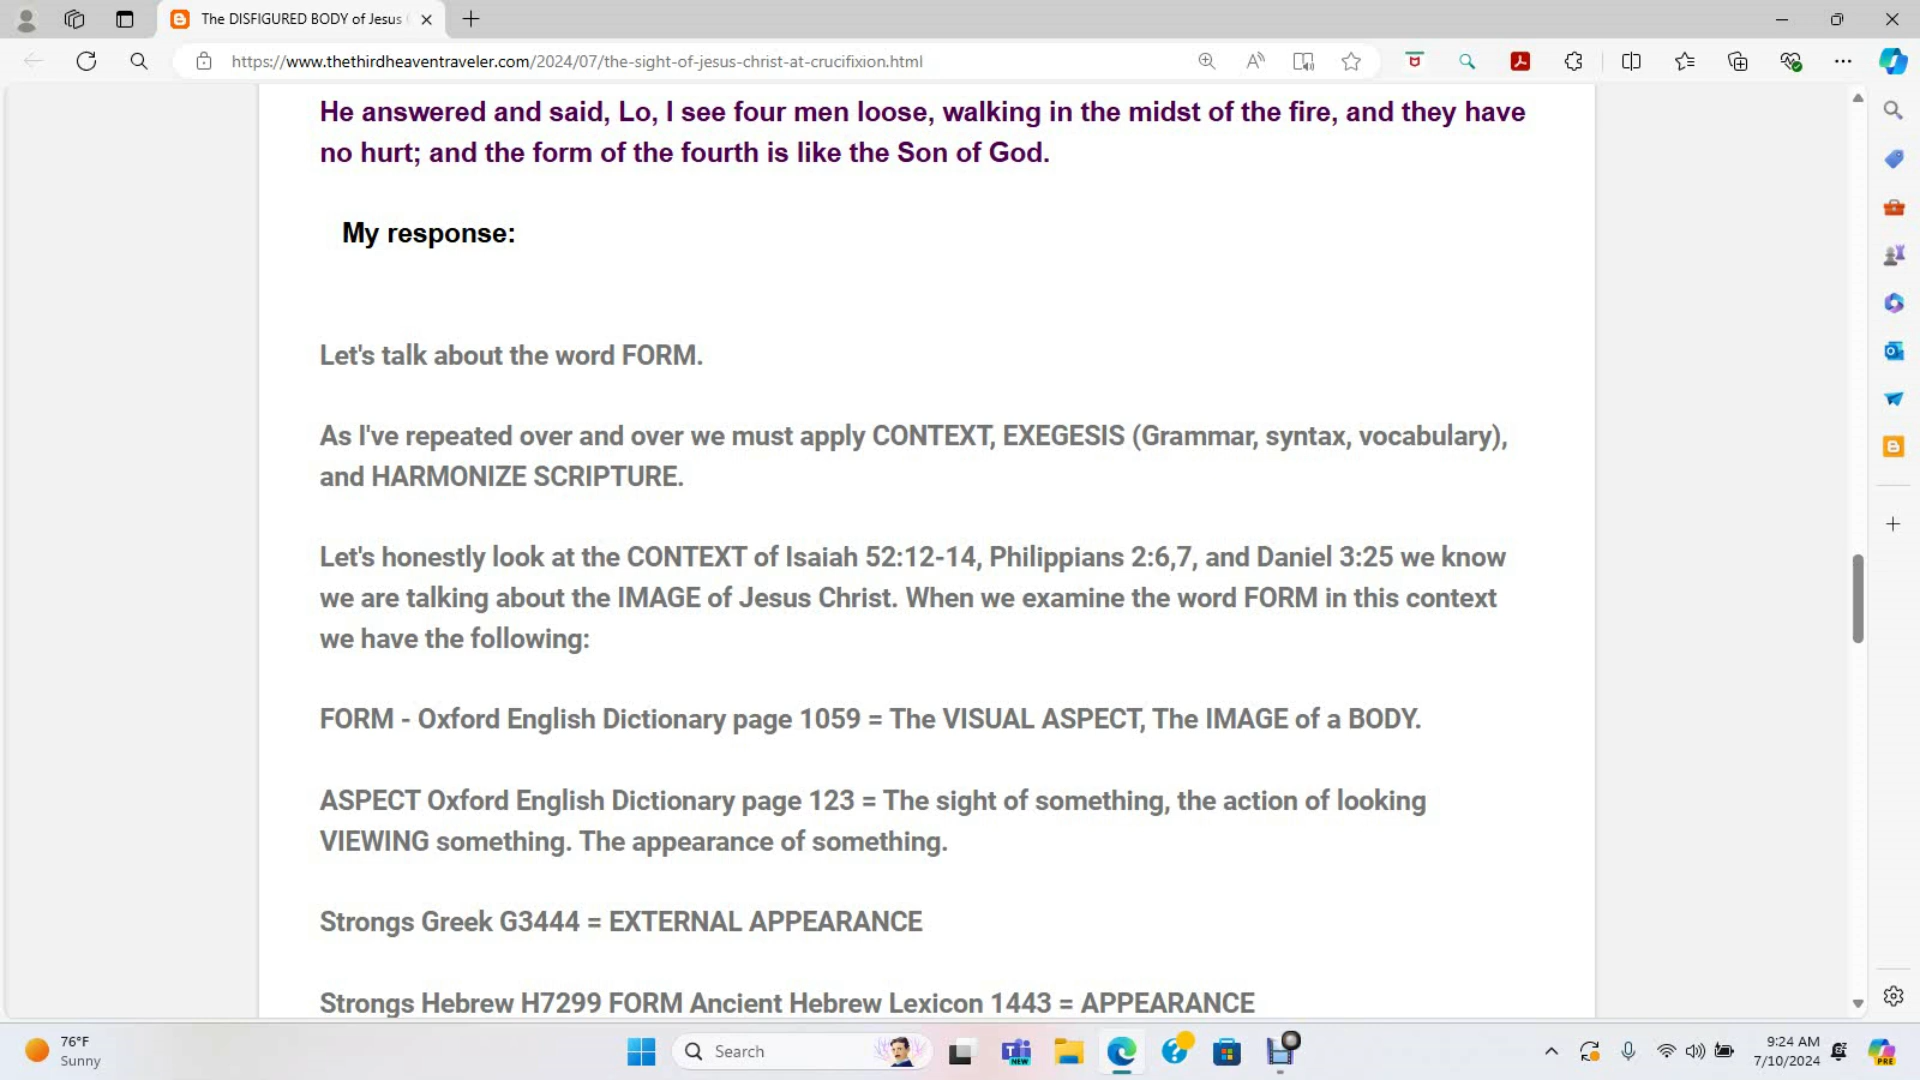 The DISFIGURED BODY of Jesus
https://www.thethirdheaventraveler.com/2024/07/the-sight-of-jesus-christ-at-crucifixion.html
He answered and said, Lo, I see four men loose, walking in the midst of the fire, and they have
no hurt; and the form of the fourth is like the Son of God.
My response:
Let's talk about the word FORM.
As I've repeated over and over we must apply CONTEXT, EXEGESIS (Grammar, syntax, vocabulary),
and HARMONIZE SCRIPTURE.
Let's honestly look at the CONTEXT of Isaiah 52:12-14, Philippians 2:6,7, and Daniel 3:25 we know
we are talking about the IMAGE of Jesus Christ. When we examine the word FORM in this context
we have the following:
FORM - Oxford English Dictionary page 1059 = The VISUAL ASPECT, The IMAGE of a BODY.
ASPECT Oxford English Dictionary page 123 = The sight of something, the action of looking
VIEWING something. The appearance of something.
Strongs Greek G3444 = EXTERNAL APPEARANCE
Strongs Hebrew H7299 FORM Ancient Hebrew Lexicon 1443 = APPEARANCE
76°F
Sunny
Search
NEW
9:24 AM
7/10/2024
PRE